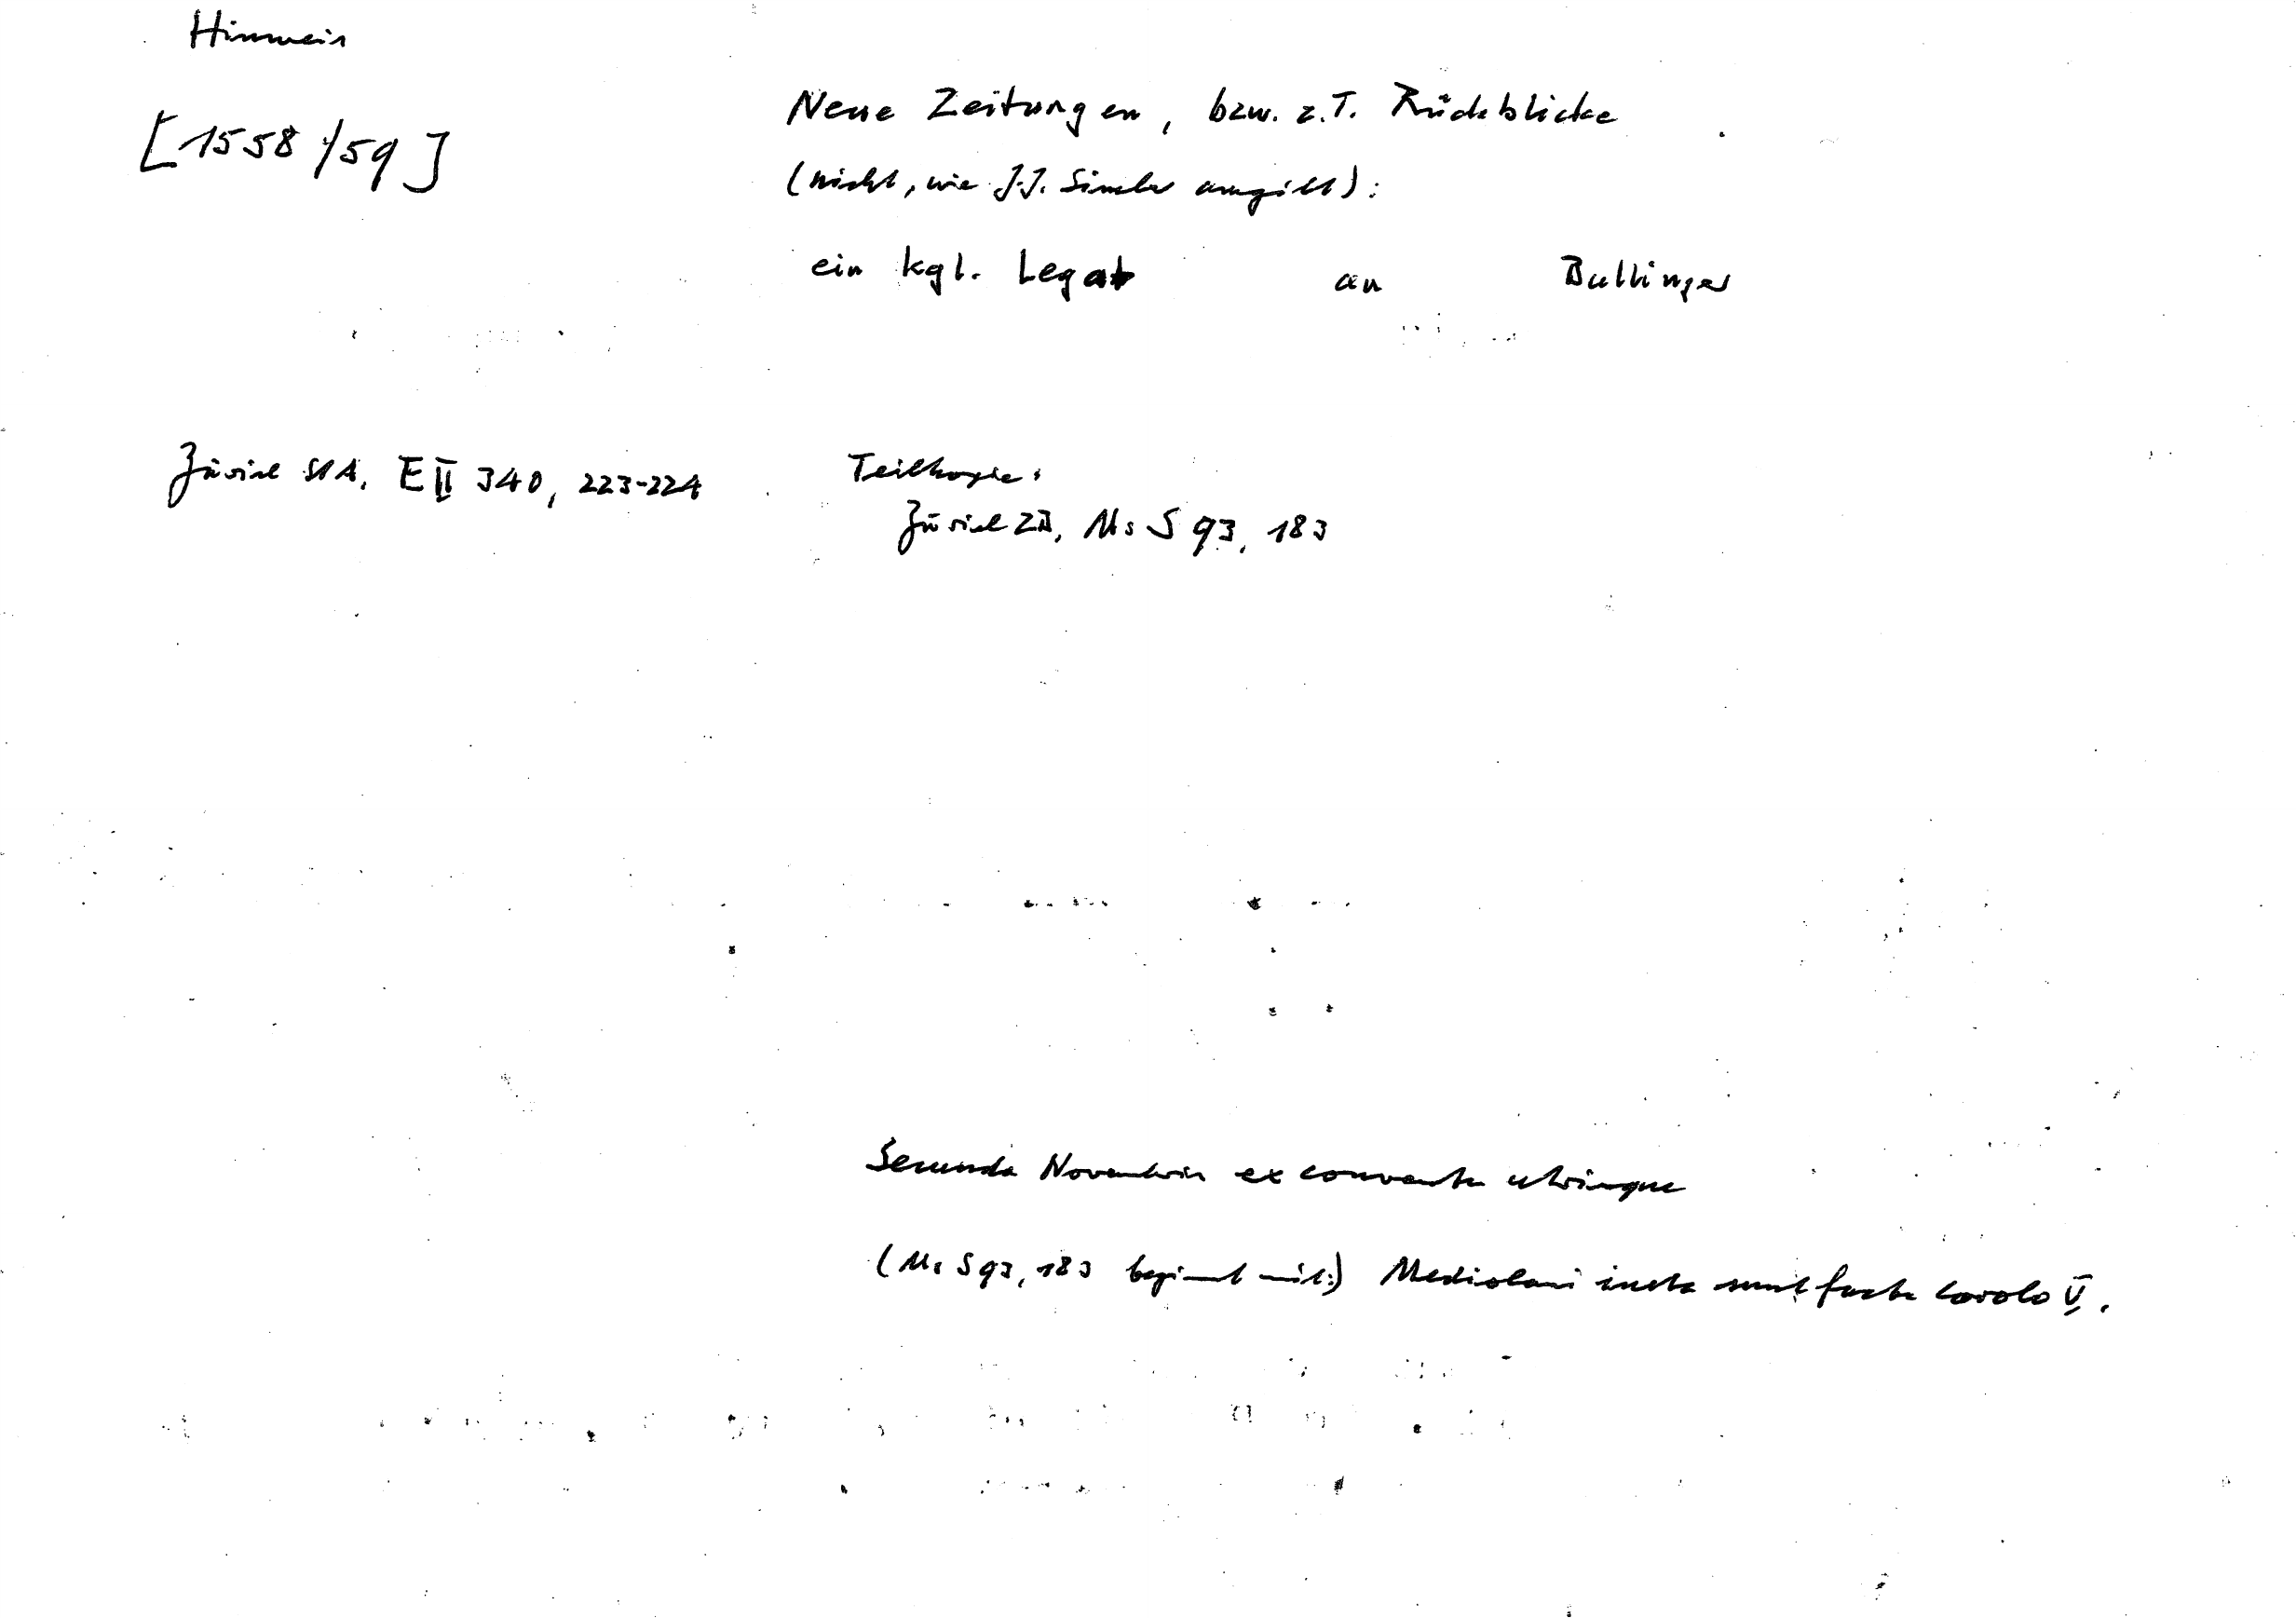 Hinweis
[1558/59]
Neue Zeitungen, bzw. z.T. Rückblicke
(nicht, wie J.J. Simler angibt):
ein kgl. Legat an Bullinger
Zürich StA, E II 340, 223-224
Teilkopie:
Zürich ZB, Ms S 93, 183
Secunda Novembris ex conventu utrinque
(Ms S 93, 183 beginnt mit:) Mediolani iusta sunt facta Carolo V.